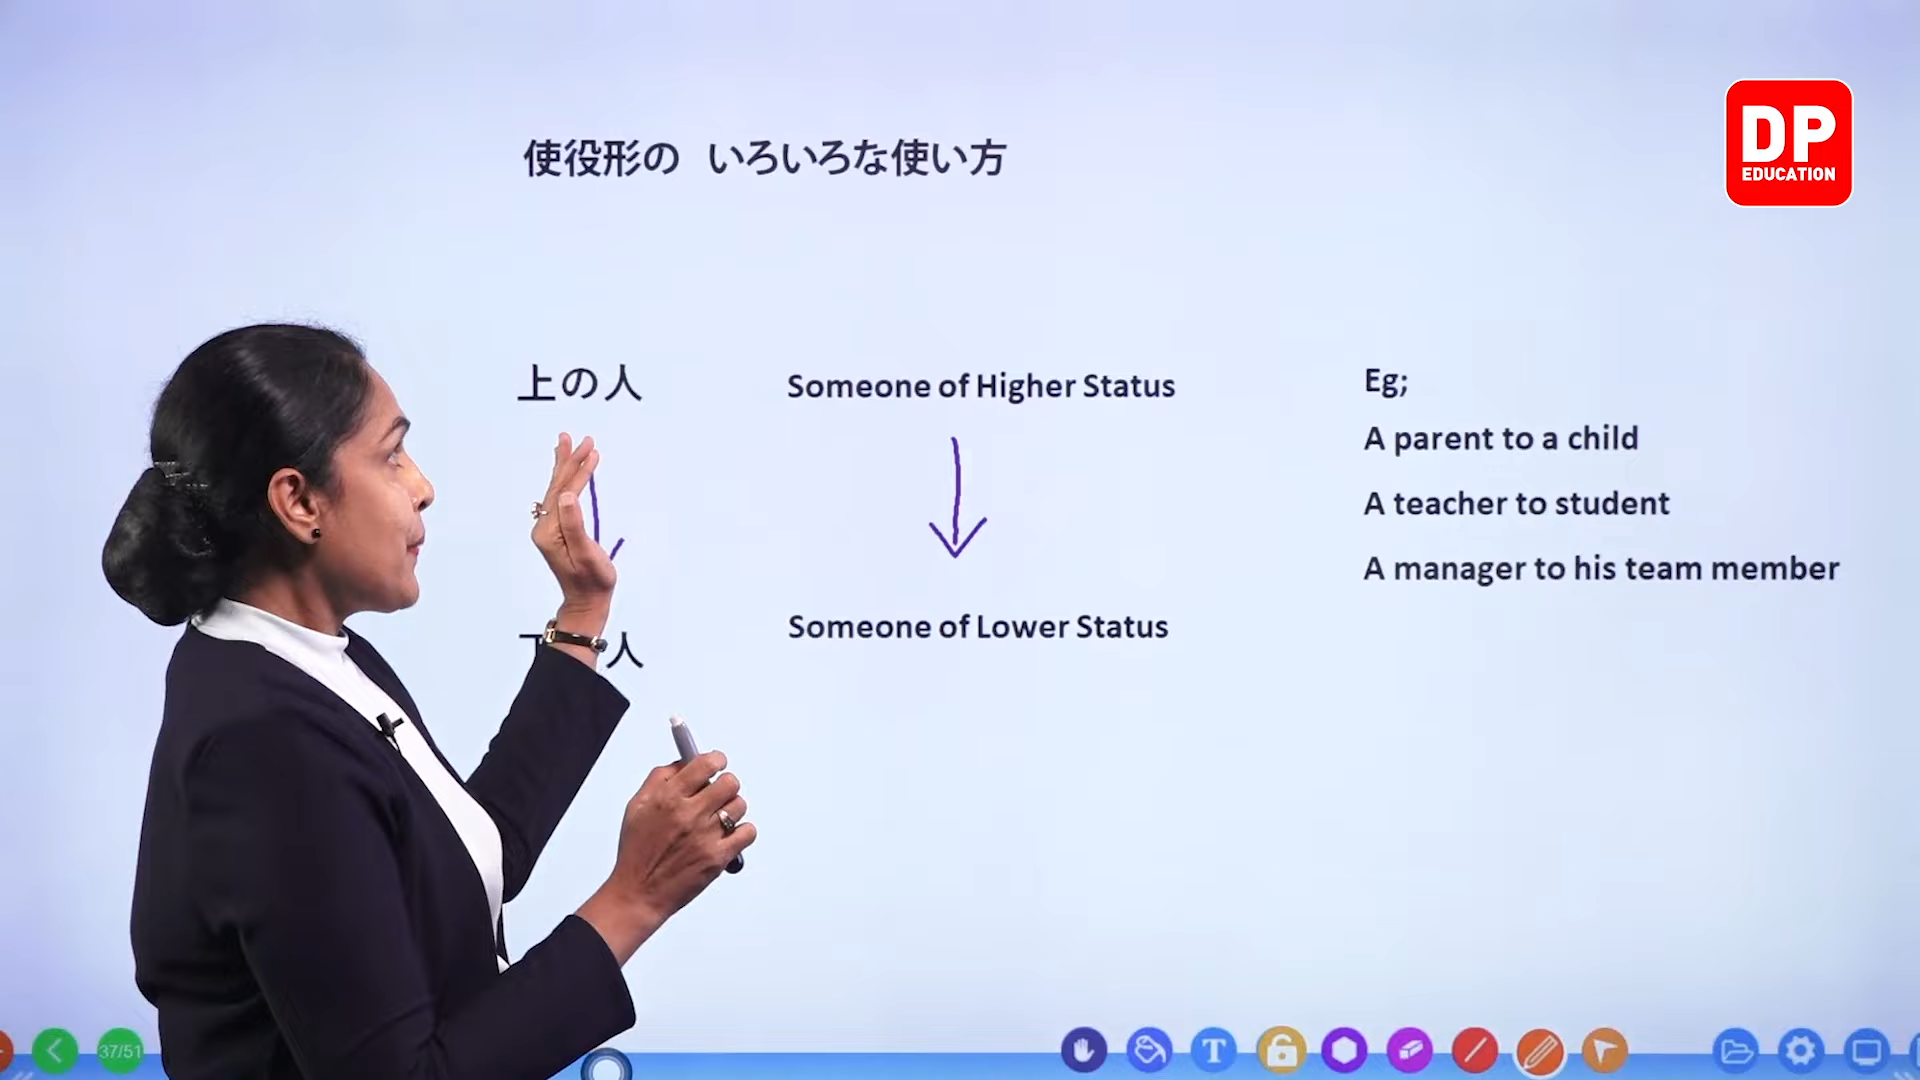 使役形の いろいろな使い方
DP
EDUCATION
上の人
Someone of Higher Status
Eg;
A parent to a child
A teacher to student
A manager to his team member
人
Someone of Lower Status
37/51
T